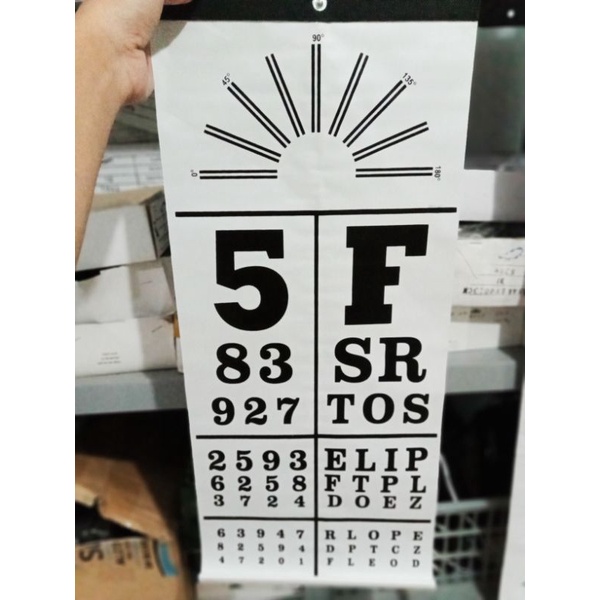 90°
45° 135°
0° 180°
5 F
83 SR
927 TOS
2593 ELIP
6258 FTPL
3724 DOEZ
63947 RLOPE
82594 DPTCZ
47201 FLEOD